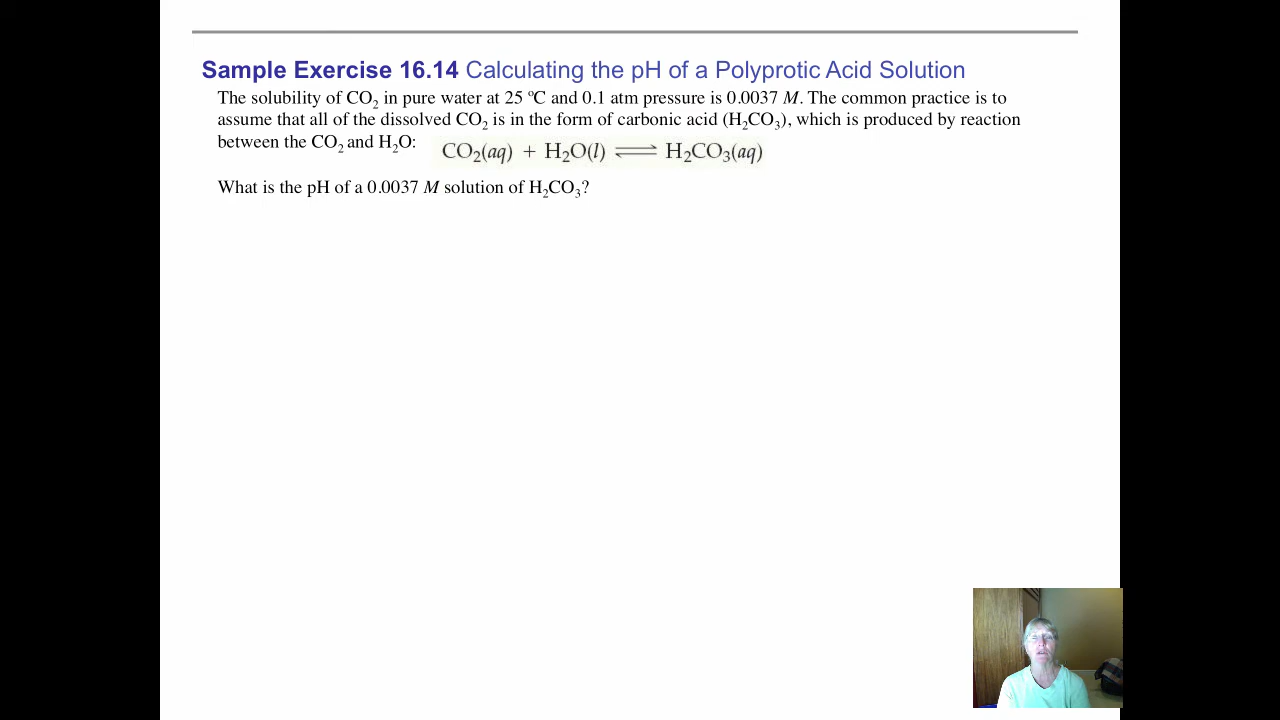 Sample Exercise 16.14 Calculating the pH of a Polyprotic Acid Solution
The solubility of CO₂ in pure water at 25 ºC and 0.1 atm pressure is 0.0037 M. The common practice is to
assume that all of the dissolved CO₂ is in the form of carbonic acid (H₂CO₃), which is produced by reaction
between the CO₂ and H₂O:
CO₂(aq) + H₂O(l) ⇌ H₂CO₃(aq)
What is the pH of a 0.0037 M solution of H₂CO₃?